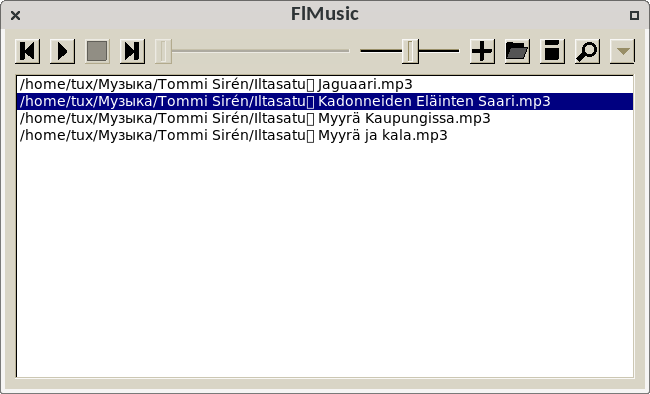 FlMusic
/home/tux/Музыка/Tommi Sirén/Iltasatu▯ Jaguaari.mp3
/home/tux/Музыка/Tommi Sirén/Iltasatu▯ Kadonneiden Eläinten Saari.mp3
/home/tux/Музыка/Tommi Sirén/Iltasatu▯ Myyrä Kaupungissa.mp3
/home/tux/Музыка/Tommi Sirén/Iltasatu▯ Myyrä ja kala.mp3